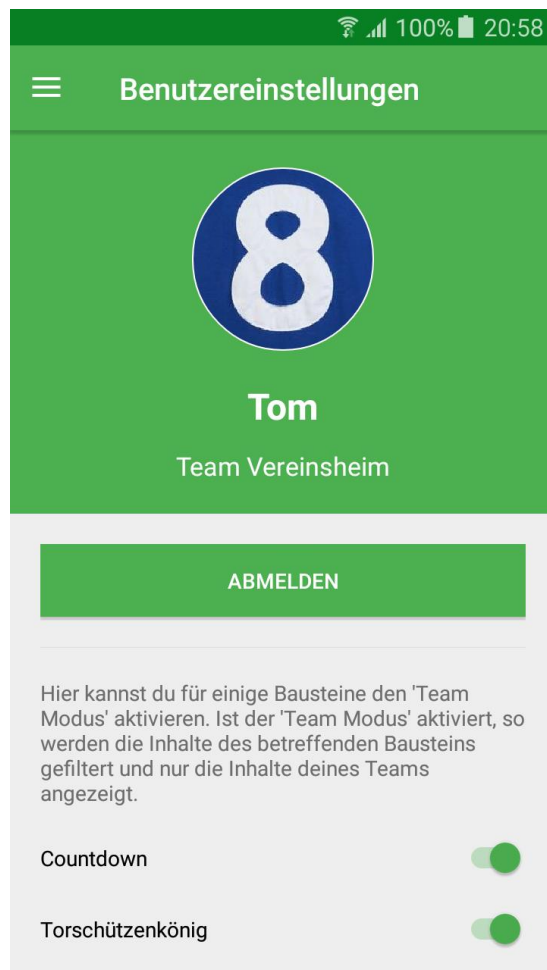 100% 20:58
Benutzereinstellungen
8
Tom
Team Vereinsheim
ABMELDEN
Hier kannst du für einige Bausteine den 'Team
Modus' aktivieren. Ist der 'Team Modus' aktiviert, so
werden die Inhalte des betreffenden Bausteins
gefiltert und nur die Inhalte deines Teams
angezeigt.
Countdown
Torschützenkönig